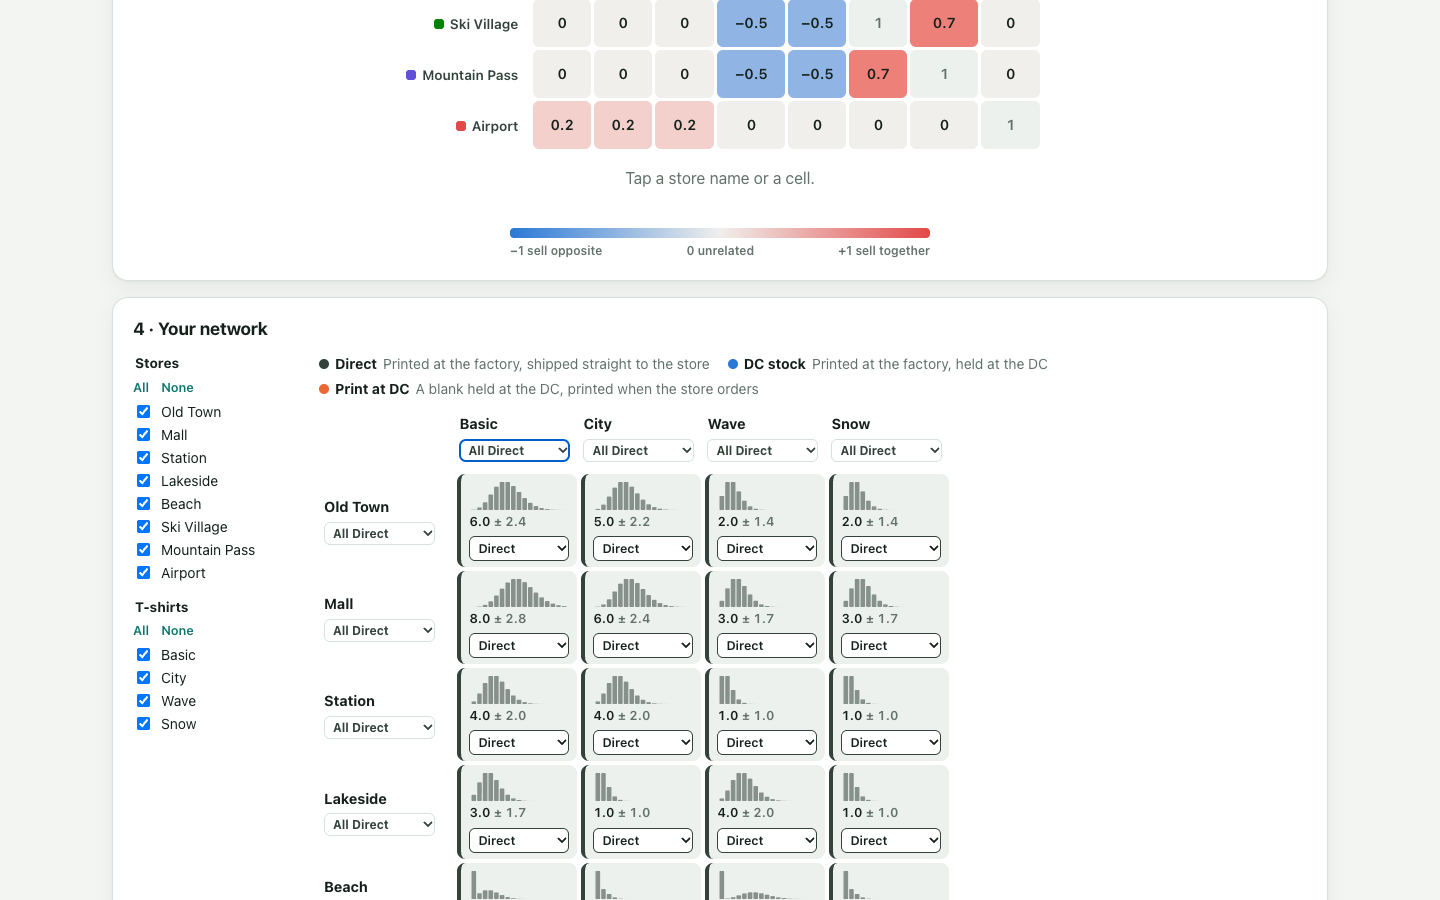 Ski Village 0 0 0 −0.5 −0.5 1 0.7 0
Mountain Pass 0 0 0 −0.5 −0.5 0.7 1 0
Airport 0.2 0.2 0.2 0 0 0 0 1
Tap a store name or a cell.
−1 sell opposite 0 unrelated +1 sell together
4 · Your network
Stores
All None
Old Town
Mall
Station
Lakeside
Beach
Ski Village
Mountain Pass
Airport
T-shirts
All None
Basic
City
Wave
Snow
Direct Printed at the factory, shipped straight to the store DC stock Printed at the factory, held at the DC
Print at DC A blank held at the DC, printed when the store orders
Basic City Wave Snow
All Direct All Direct All Direct All Direct
Old Town
All Direct
6.0 ± 2.4 5.0 ± 2.2 2.0 ± 1.4 2.0 ± 1.4
Direct Direct Direct Direct
Mall
All Direct
8.0 ± 2.8 6.0 ± 2.4 3.0 ± 1.7 3.0 ± 1.7
Direct Direct Direct Direct
Station
All Direct
4.0 ± 2.0 4.0 ± 2.0 1.0 ± 1.0 1.0 ± 1.0
Direct Direct Direct Direct
Lakeside
All Direct
3.0 ± 1.7 1.0 ± 1.0 4.0 ± 2.0 1.0 ± 1.0
Direct Direct Direct Direct
Beach